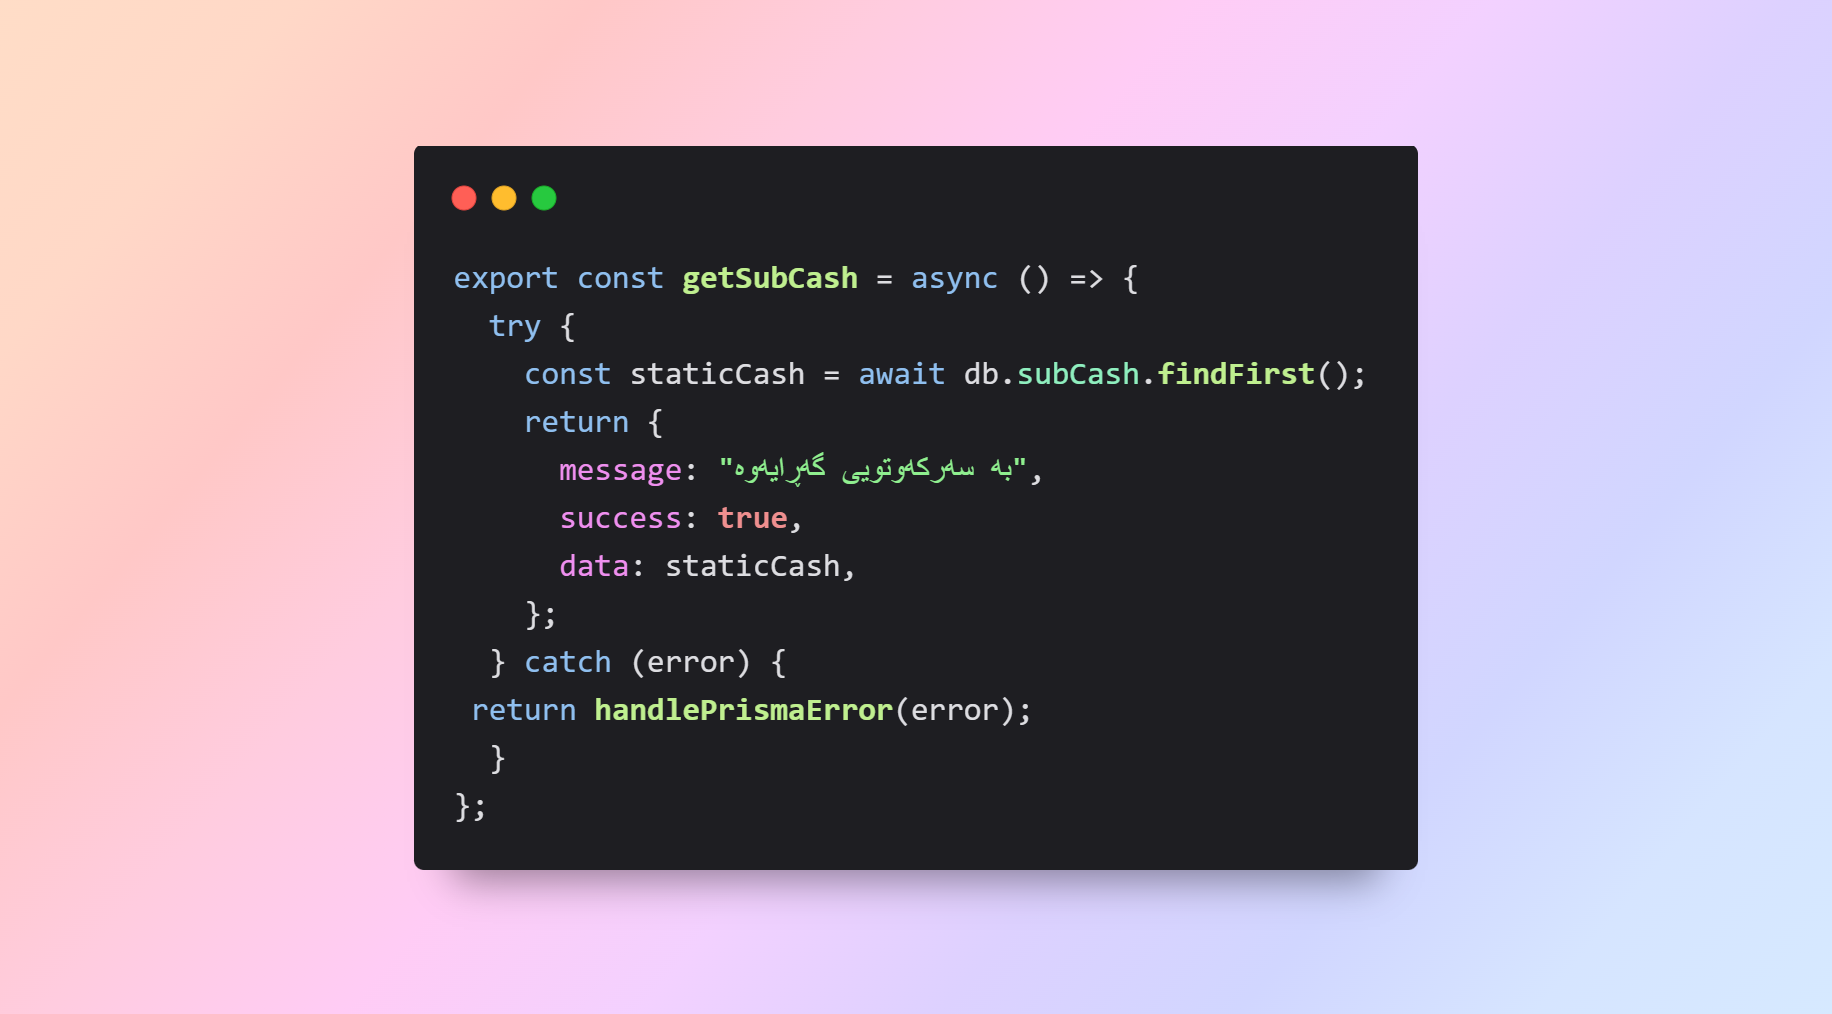 export const getSubCash = async () => {
  try {
    const staticCash = await db.subCash.findFirst();
    return {
      message: "بە سەرکەوتویی گەڕایەوە",
      success: true,
      data: staticCash,
    };
  } catch (error) {
 return handlePrismaError(error);
  }
};